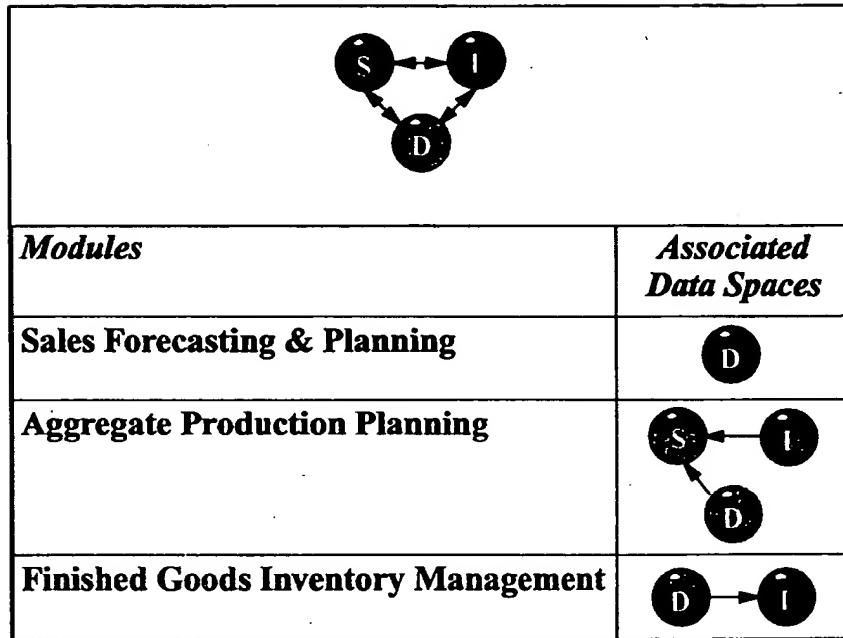 S I
D
Modules
Associated
Data Spaces
Sales Forecasting & Planning
D
Aggregate Production Planning
S I
D
Finished Goods Inventory Management
D I